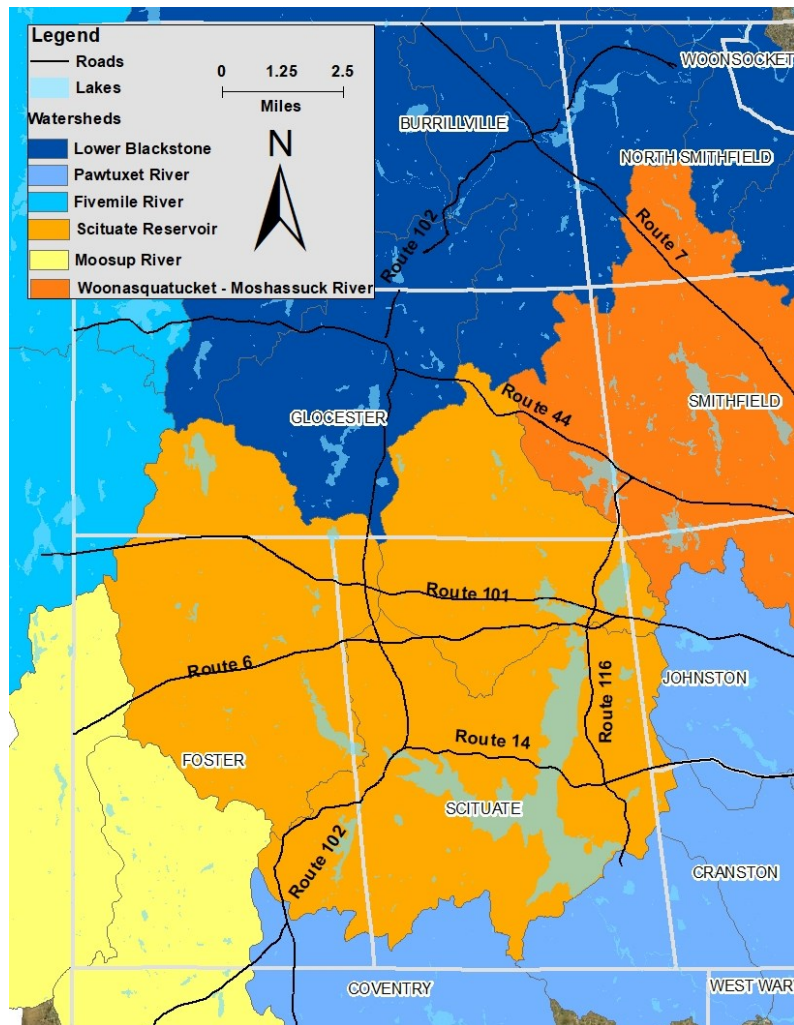 Legend
Roads
Lakes
0 1.25 2.5
Miles
Watersheds
N
Lower Blackstone
Pawtuxet River
Fivemile River
Scituate Reservoir
Moosup River
Woonasquatucket - Moshassuck River
WOONSOCKET
BURRILLVILLE
NORTH SMITHFIELD
Route 102
Route 7
GLOCESTER
Route 44
SMITHFIELD
Route 101
Route 6
Route 116
JOHNSTON
Route 14
FOSTER
SCITUATE
Route 102
CRANSTON
COVENTRY
WEST WAR